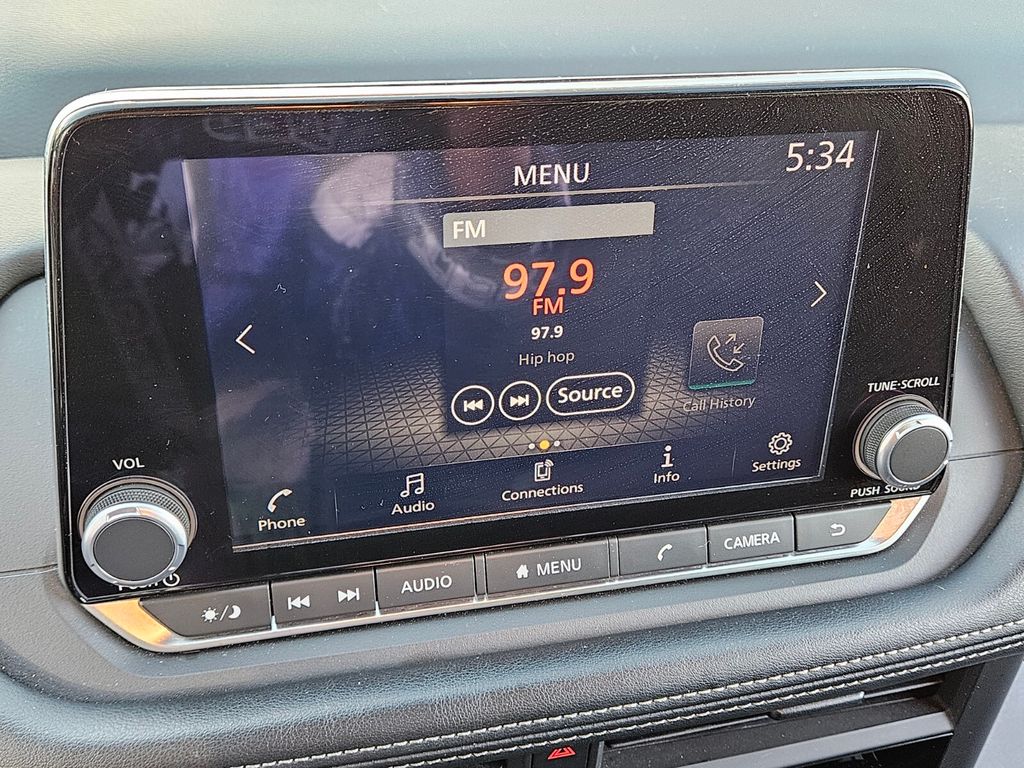 MENU
5:34
FM
97.9
FM
97.9
Hip hop
Source
Call History
TUNE•SCROLL
VOL
Phone
Audio
Connections
Info
Settings
PUSH SOUND
AUDIO
MENU
CAMERA